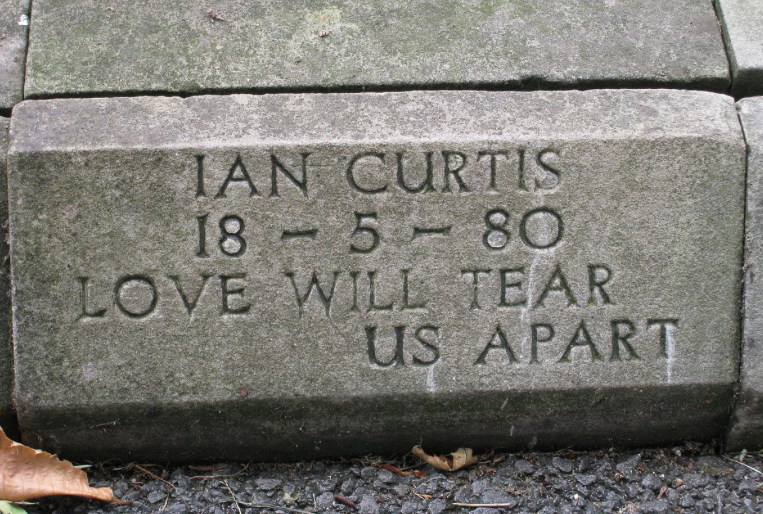 IAN CURTIS
18 - 5 - 80
LOVE WILL TEAR
US APART